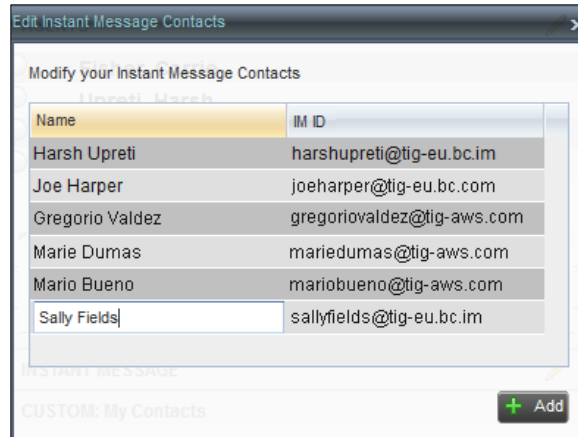 Edit Instant Message Contacts
Modify your Instant Message Contacts
Upreti, Harsh
Name IM ID
Harsh Upreti harshupreti@tig-eu.bc.im
Joe Harper joeharper@tig-eu.bc.com
Gregorio Valdez gregoriovaldez@tig-aws.com
Marie Dumas mariedumas@tig-aws.com
Mario Bueno mariobueno@tig-aws.com
Sally Fields sallyfields@tig-eu.bc.im
INSTANT MESSAGE
Add
CUSTOM: My Contacts